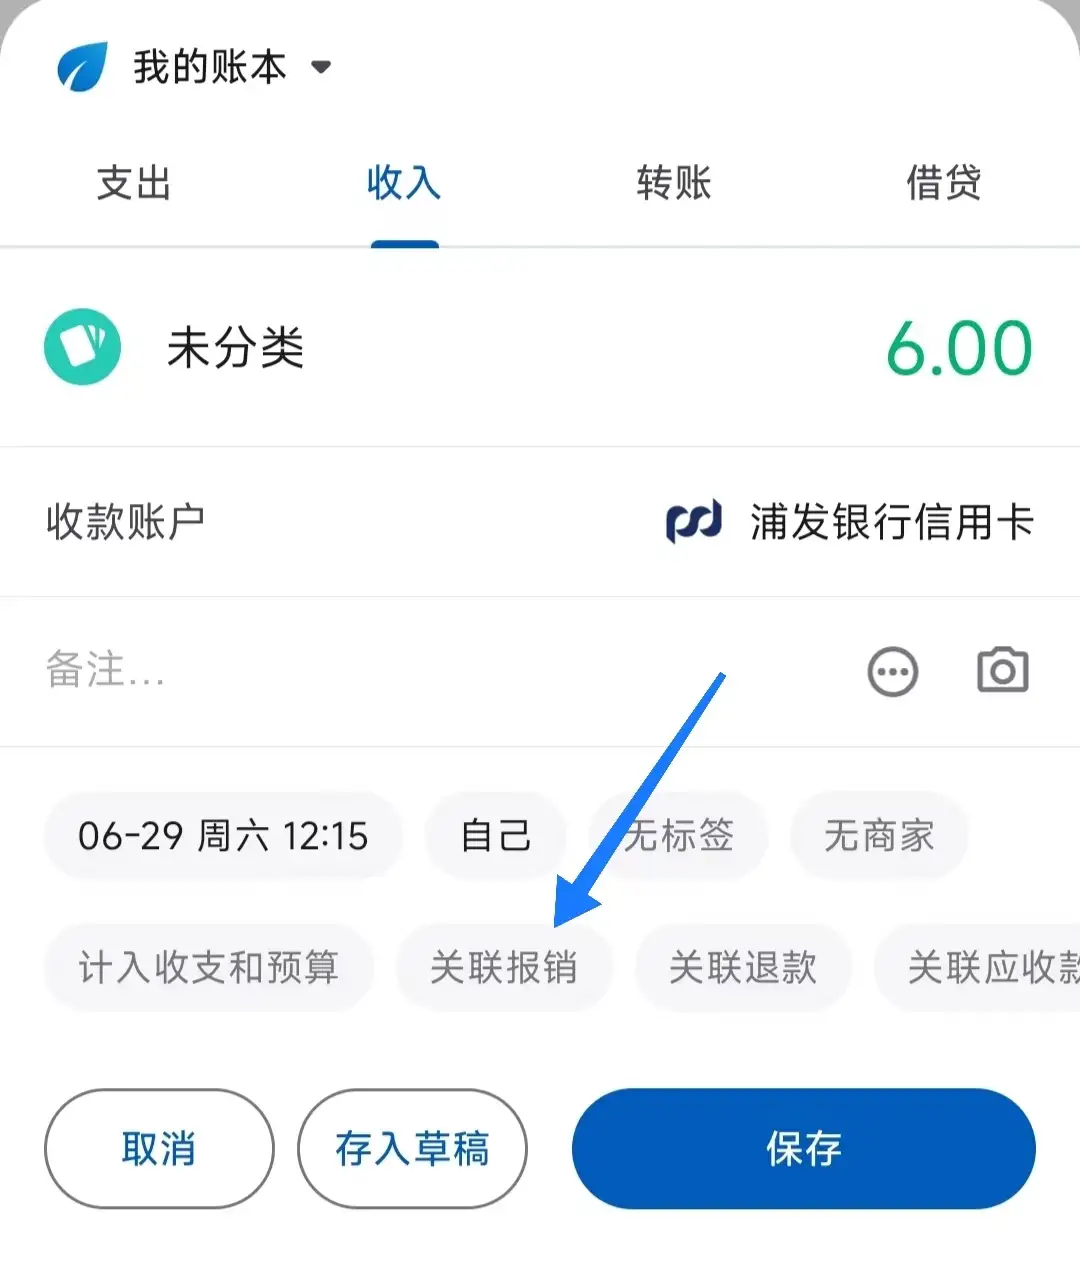 我的账本
支出 收入 转账 借贷
未分类 6.00
收款账户 浦发银行信用卡
备注...
06-29 周六 12:15 自己 无标签 无商家
计入收支和预算 关联报销 关联退款 关联应收款
取消 存入草稿 保存